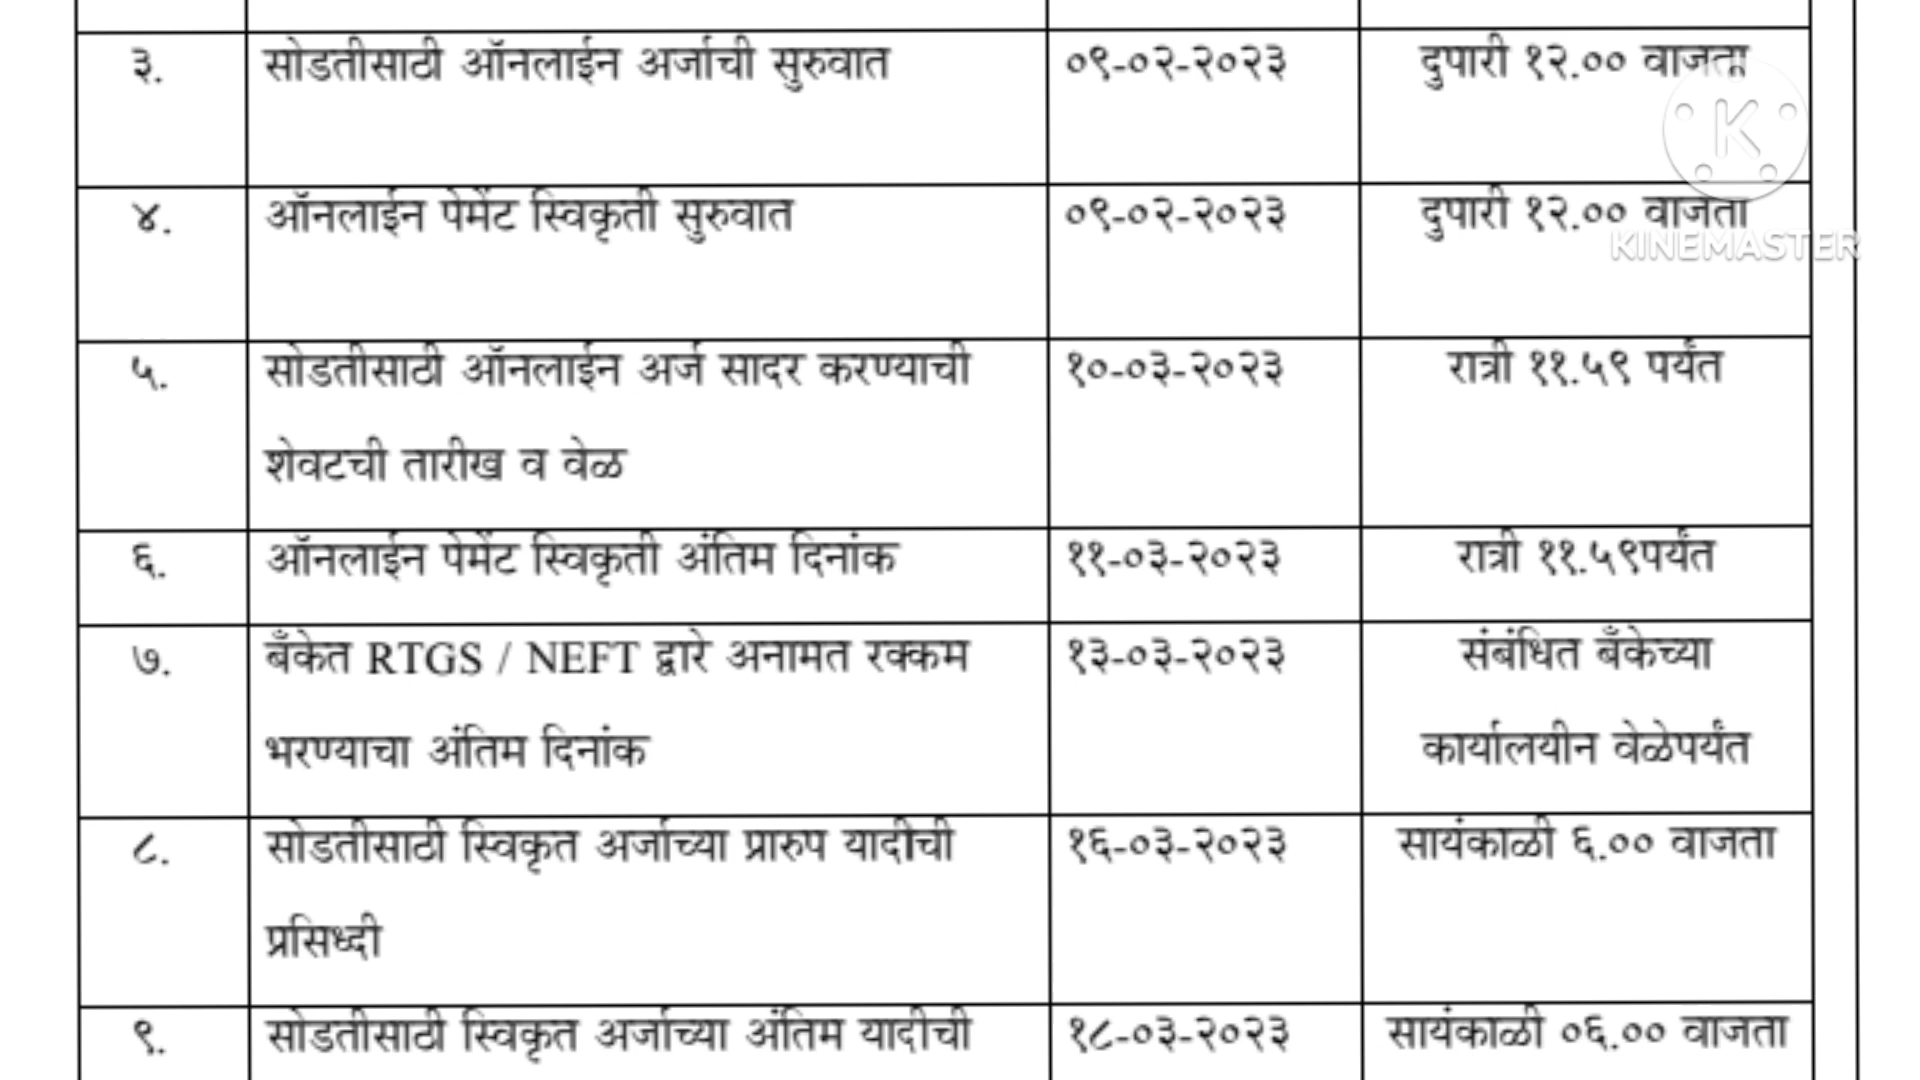 ३. सोडतीसाठी ऑनलाईन अर्जाची सुरुवात ०९-०२-२०२३ दुपारी १२.०० वाजता
K
४. ऑनलाईन पेमेंट स्विकृती सुरुवात ०९-०२-२०२३ दुपारी १२.०० वाजता
KINEMASTER
५. सोडतीसाठी ऑनलाईन अर्ज सादर करण्याची १०-०३-२०२३ रात्री ११.५९ पर्यंत
शेवटची तारीख व वेळ
६. ऑनलाईन पेमेंट स्विकृती अंतिम दिनांक ११-०३-२०२३ रात्री ११.५९पर्यंत
७. बँकेत RTGS / NEFT द्वारे अनामत रक्कम १३-०३-२०२३ संबंधित बँकेच्या
भरण्याचा अंतिम दिनांक कार्यालयीन वेळेपर्यंत
८. सोडतीसाठी स्विकृत अर्जाच्या प्रारुप यादीची १६-०३-२०२३ सायंकाळी ६.०० वाजता
प्रसिध्दी
९. सोडतीसाठी स्विकृत अर्जाच्या अंतिम यादीची १८-०३-२०२३ सायंकाळी ०६.०० वाजता